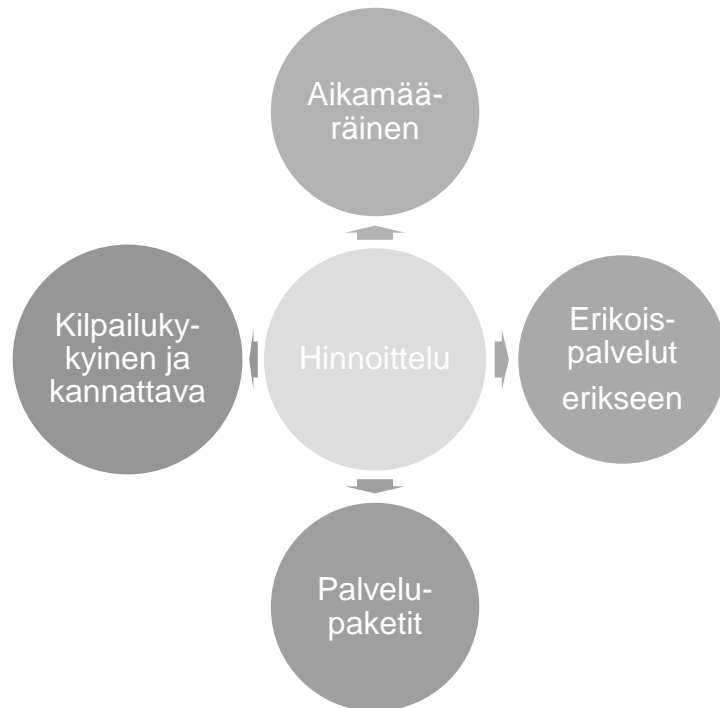 Aikamää-
räinen
Kilpailuky-
kyinen ja
kannattava
Hinnoittelu
Erikois-
palvelut
erikseen
Palvelu-
paketit